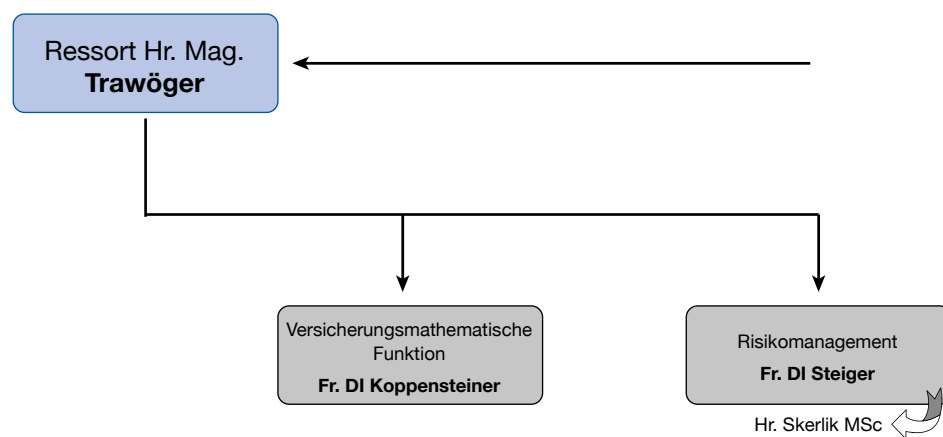 Ressort Hr. Mag.
Trawöger
Versicherungsmathematische
Funktion
Fr. DI Koppensteiner
Risikomanagement
Fr. DI Steiger
Hr. Skerlik MSc